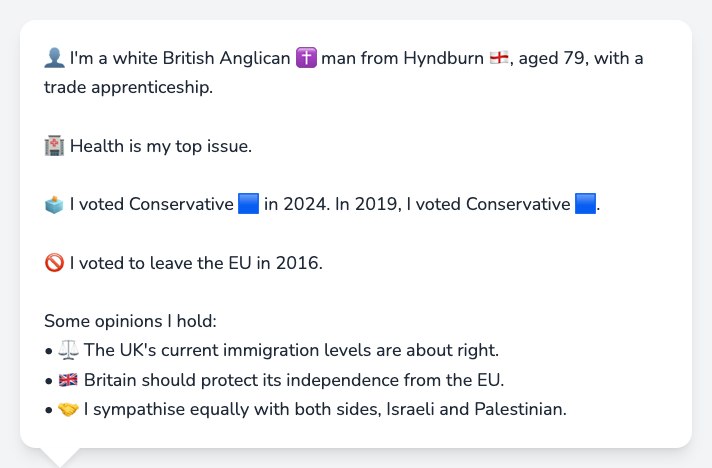 👤 I'm a white British Anglican ✝️ man from Hyndburn 🏴󠁧󠁢󠁥󠁮󠁧󠁿, aged 79, with a
trade apprenticeship.
🏥 Health is my top issue.
🗳️ I voted Conservative 🟦 in 2024. In 2019, I voted Conservative 🟦.
🚫 I voted to leave the EU in 2016.
Some opinions I hold:
• ⚖️ The UK's current immigration levels are about right.
• 🇬🇧 Britain should protect its independence from the EU.
• 🤝 I sympathise equally with both sides, Israeli and Palestinian.